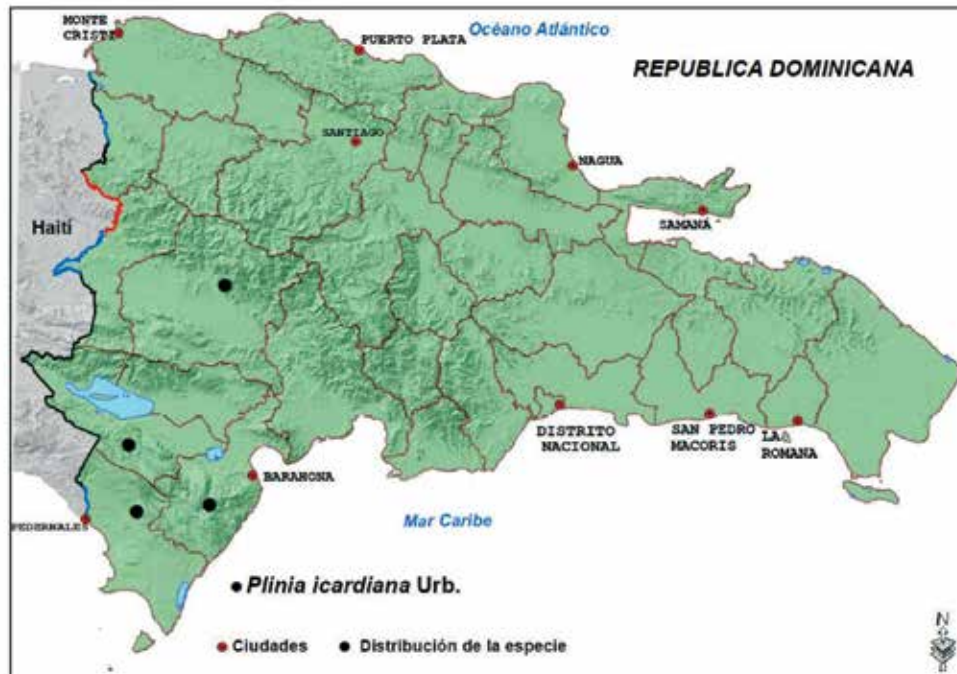 MONTE
CRISTI
PUERTO PLATA
Océano Atlántico
REPUBLICA DOMINICANA
SANTIAGO
NAGUA
SAMANÁ
Haití
DISTRITO
NACIONAL
SAN PEDRO
MACORIS
LA
ROMANA
BARAHONA
PEDERNALES
Mar Caribe
Plinia icardiana Urb.
Ciudades
Distribución de la especie
N